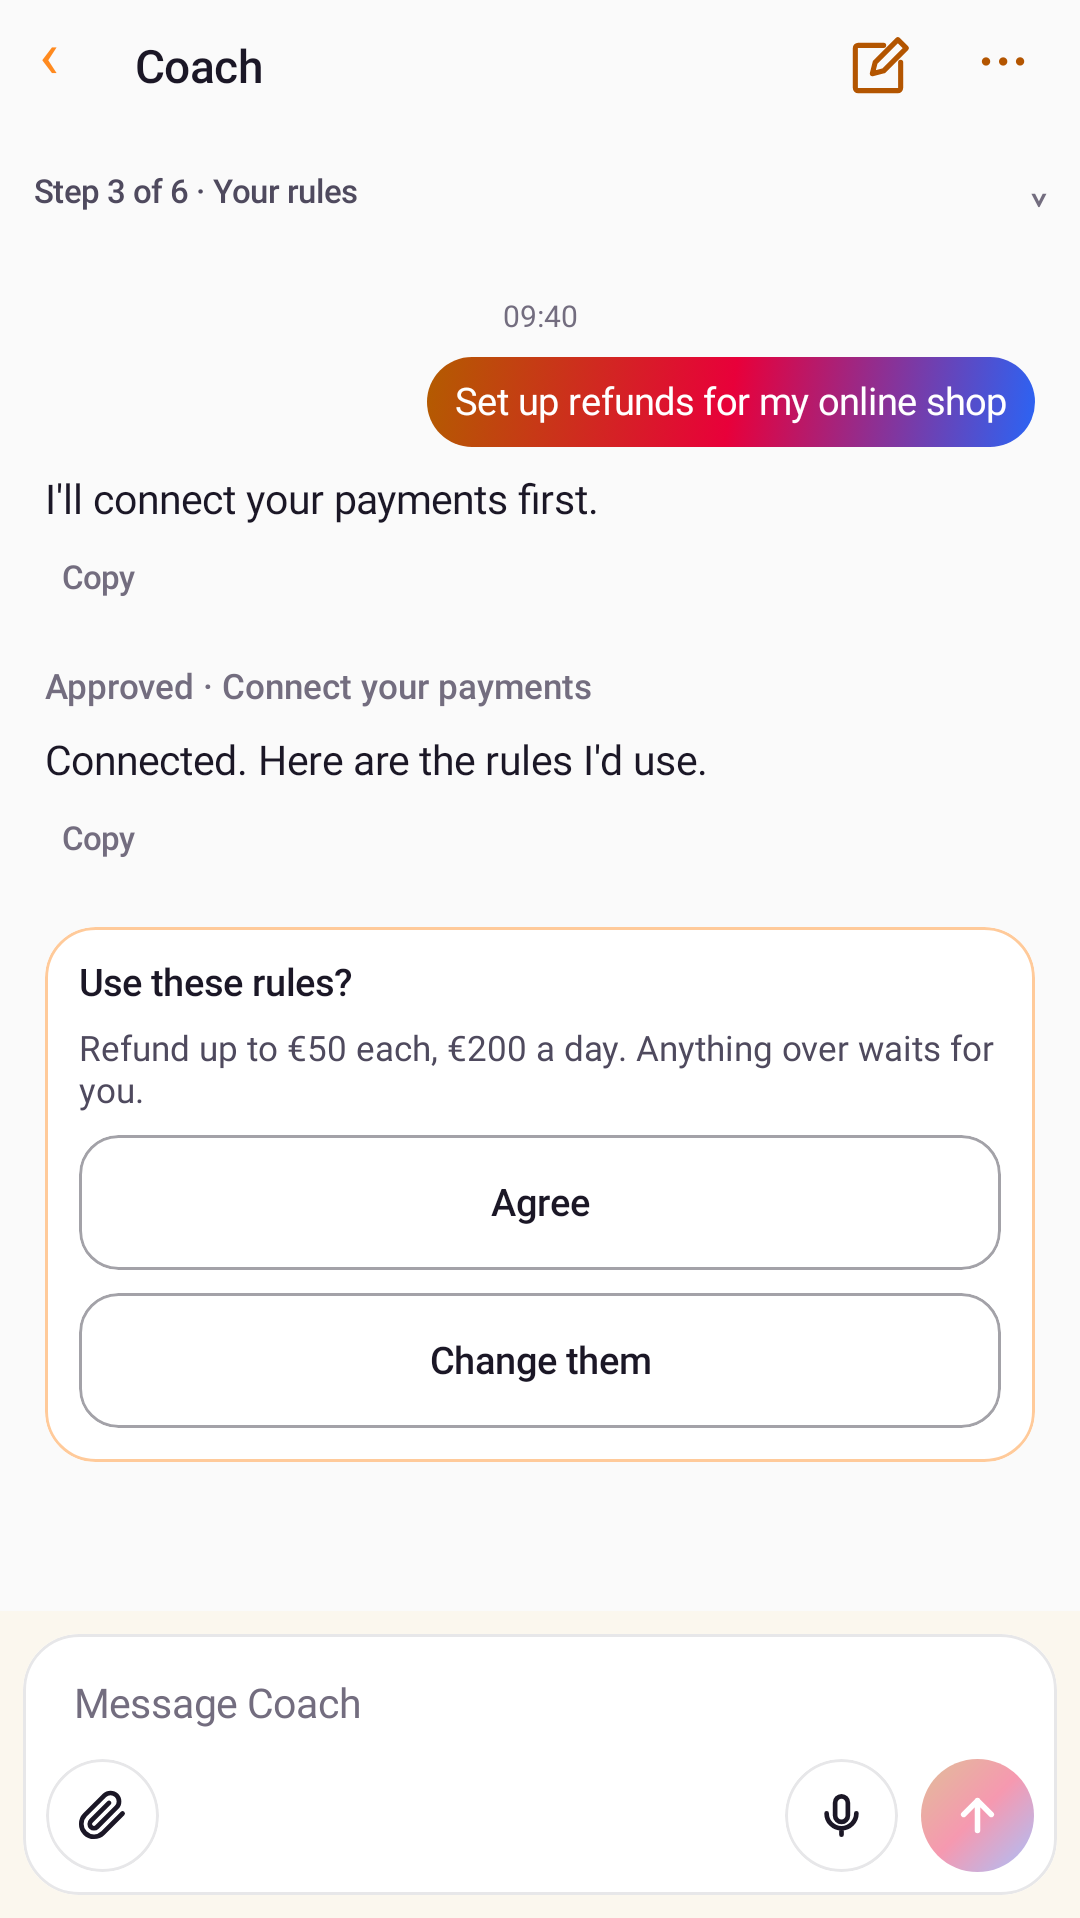 Coach
Step 3 of 6 · Your rules
09:40
Set up refunds for my online shop
I'll connect your payments first.
Copy
Approved · Connect your payments
Connected. Here are the rules I'd use.
Copy
Use these rules?
Refund up to €50 each, €200 a day. Anything over waits for
you.
Agree
Change them
Message Coach